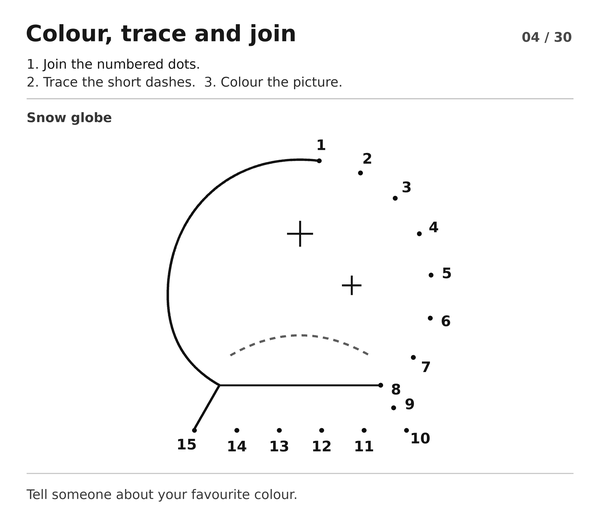 Colour, trace and join
04 / 30
1. Join the numbered dots.
2. Trace the short dashes.  3. Colour the picture.
Snow globe
1
2
3
4
5
6
7
8
9
10
15
14
13
12
11
Tell someone about your favourite colour.